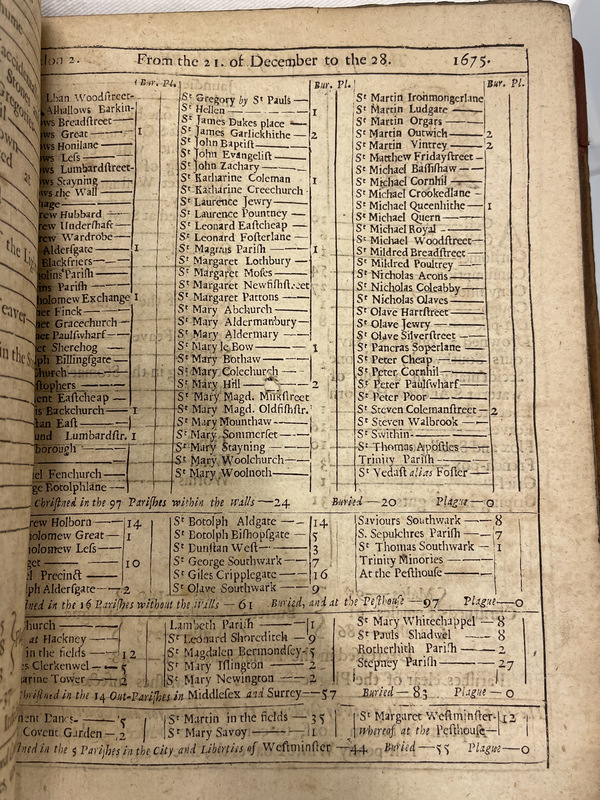 don 2. From the 21. of December to the 28. 1675.
Bur. Pl.
lban Woodſtreet-
Alhallows Barkin-
ws Breadſtreet
ws Great — 1
ws Honilane
ws Leſs
ws Lumbardſtreet-
ws Stayning
ws the Wall
rew Hubbard
rew Underſhaft
rew Wardrobe
Alderſgate — 1
Blackfriers
olins Pariſh
ns Pariſh
holomew Exchange 1
et Finck
et Gracechurch
et Paulſwharf
et Sherehog
ph Billingſgate
church
ſtophers
ent Eaſtcheap
is Backchurch — 1
tan Eaſt
und Lumbardſtr. 1
borough
el Fenchurch
ge Botolphlane
Bur. Pl.
St Gregory by St Pauls
St Hellen — 1
St James Dukes place
St James Garlickhithe — 2
St John Baptiſt
St John Evangeliſt
St John Zachary
St Katharine Coleman — 1
St Katharine Creechurch
St Laurence Jewry
St Laurence Pountney
St Leonard Eaſtcheap
St Leonard Foſterlane
St Magnus Pariſh — 1
St Margaret Lothbury
St Margaret Moſes
St Margaret Newfiſhſtreet
St Margaret Pattons
St Mary Abchurch
St Mary Aldermanbury
St Mary Aldermary
St Mary le Bow — 1
St Mary Bothaw
St Mary Colechurch
St Mary Hill — 2
St Mary Magd. Milkſtreet
St Mary Magd. Oldfiſhſtr.
St Mary Mounthaw
St Mary Sommerſet
St Mary Stayning
St Mary Woolchurch
St Mary Woolnoth
Bur. Pl.
St Martin Ironmongerlane
St Martin Ludgate
St Martin Orgars
St Martin Outwich — 2
St Martin Vintrey — 2
St Matthew Fridayſtreet
St Michael Baſſiſhaw
St Michael Cornhil
St Michael Crookedlane
St Michael Queenhithe — 1
St Michael Quern
St Michael Royal
St Michael Woodſtreet
St Mildred Breadſtreet
St Mildred Poultrey
St Nicholas Acons
St Nicholas Coleabby
St Nicholas Olaves
St Olave Hartſtreet
St Olave Jewry
St Olave Silverſtreet
St Pancras Soperlane
St Peter Cheap
St Peter Cornhil
St Peter Paulſwharf
St Peter Poor
St Steven Colemanſtreet — 2
St Steven Walbrook
St Swithin
St Thomas Apoſtles
Trinity Pariſh
St Vedaſt alias Foſter
Chriſtned in the 97 Pariſhes within the walls — 24 Buried — 20 Plague — 0
rew Holborn — 14
holomew Great — 1
holomew Leſs
get — 10
l Precinct
lph Alderſgate — 2
St Botolph Aldgate — 14
St Botolph Biſhopſgate — 5
St Dunſtan Weſt — 3
St George Southwark — 7
St Giles Cripplegate — 16
St Olave Southwark — 9
Saviours Southwark — 8
S. Sepulchres Pariſh — 7
St Thomas Southwark — 1
Trinity Minories
At the Peſthouſe
ned in the 16 Pariſhes without the walls — 61 Buried, and at the Peſthouſe — 97 Plague — 0
hurch
at Hackney
in the fields — 12
es Clerkenwel — 5
arine Tower — 2
Lambeth Pariſh — 1
St Leonard Shoreditch — 9
St Magdalen Bermondſey — 5
St Mary Iſlington — 2
St Mary Newington — 2
St Mary Whitechappel — 8
St Pauls Shadwel — 8
Rotherhith Pariſh — 2
Stepney Pariſh — 27
hriſtned in the 14 Out-Pariſhes in Middleſex and Surrey — 57 Buried — 83 Plague — 0
ment Danes — 5
Covent Garden — 2
St Martin in the fields — 35
St Mary Savoy — 1
St Margaret Weſtminſter — 12
Whereof at the Peſthouſe
ned in the 5 Pariſhes in the City and Liberties of Weſtminſter — 44 Buried — 55 Plague — 0